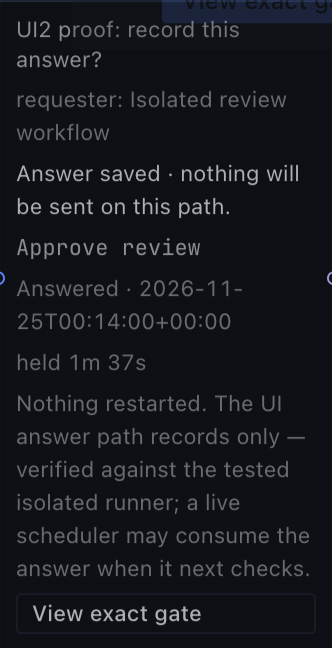 View exact ga
UI2 proof: record this
answer?
requester: Isolated review
workflow
Answer saved · nothing will
be sent on this path.
Approve review
Answered · 2026-11-
25T00:14:00+00:00
held 1m 37s
Nothing restarted. The UI
answer path records only —
verified against the tested
isolated runner; a live
scheduler may consume the
answer when it next checks.
View exact gate